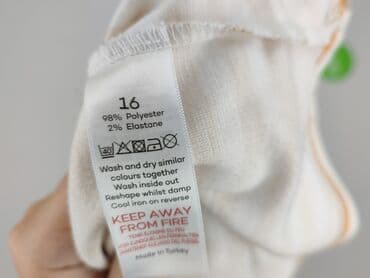 16
98% Polyester
2% Elastane
40
Wash and dry similar
colours together
Wash inside out
Reshape whilst damp
Cool iron on reverse
KEEP AWAY
FROM FIRE
Made in Turkey